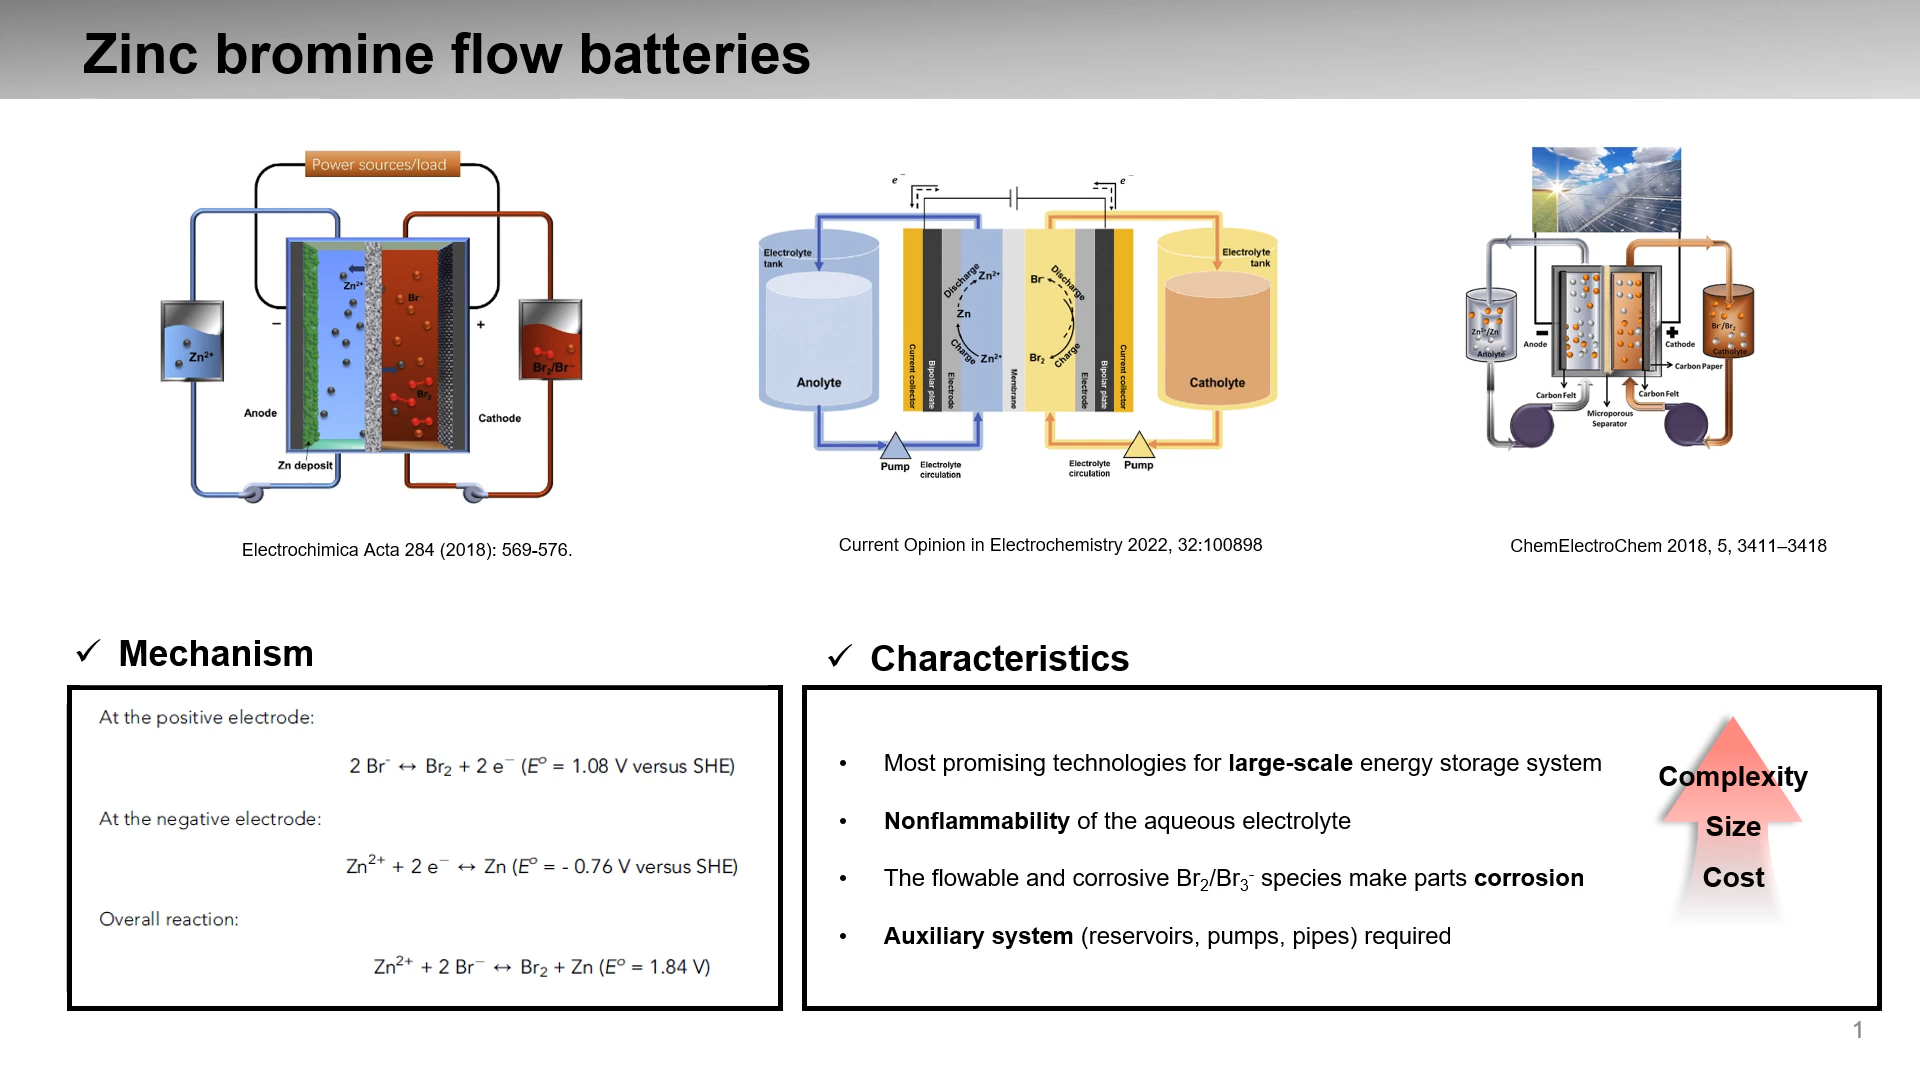 Zinc bromine flow batteries
Power sources/load
Zn²⁺
Br⁻
−
+
Zn²⁺
Br₂/Br⁻
Br₂
Anode
Cathode
Zn deposit
Electrochimica Acta 284 (2018): 569-576.
e⁻
e⁻
Electrolyte
tank
Electrolyte
tank
Discharge
Zn²⁺
Zn
Charge
Zn²⁺
Br⁻
Discharge
Br₂
Charge
Anolyte
Catholyte
Current collector
Bipolar plate
Electrode
Membrane
Electrode
Bipolar plate
Current collector
Pump
Electrolyte
circulation
Electrolyte
circulation
Pump
Current Opinion in Electrochemistry 2022, 32:100898
Zn²⁺/Zn
Anolyte
−
Anode
+
Cathode
Br⁻/Br₂
Catholyte
Carbon Paper
Carbon Felt
Carbon Felt
Microporous
Separator
ChemElectroChem 2018, 5, 3411–3418
✓ Mechanism
At the positive electrode:
2 Br⁻ ↔ Br₂ + 2 e⁻ (E° = 1.08 V versus SHE)
At the negative electrode:
Zn²⁺ + 2 e⁻ ↔ Zn (E° = - 0.76 V versus SHE)
Overall reaction:
Zn²⁺ + 2 Br⁻ ↔ Br₂ + Zn (E° = 1.84 V)
✓ Characteristics
• Most promising technologies for large-scale energy storage system
• Nonflammability of the aqueous electrolyte
• The flowable and corrosive Br₂/Br₃⁻ species make parts corrosion
• Auxiliary system (reservoirs, pumps, pipes) required
Complexity
Size
Cost
1